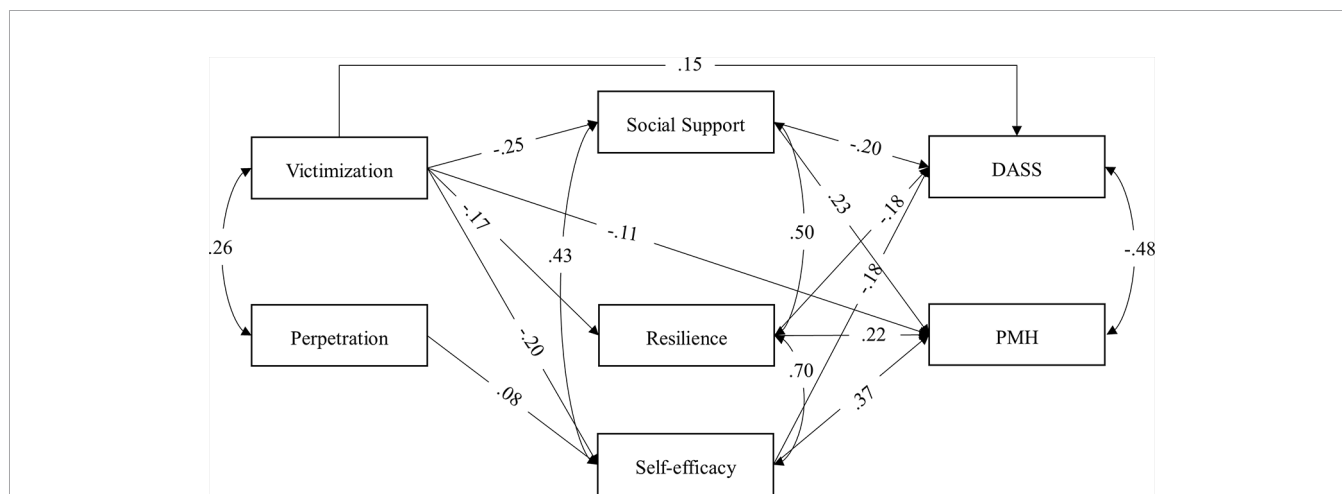 .15
Social Support
-.25
-.20
Victimization
DASS
-.17
.23
-.18
.26
-.11
.50
-.48
.43
-.18
Perpetration
-.20
Resilience
.22
PMH
.70
.08
.37
Self-efficacy